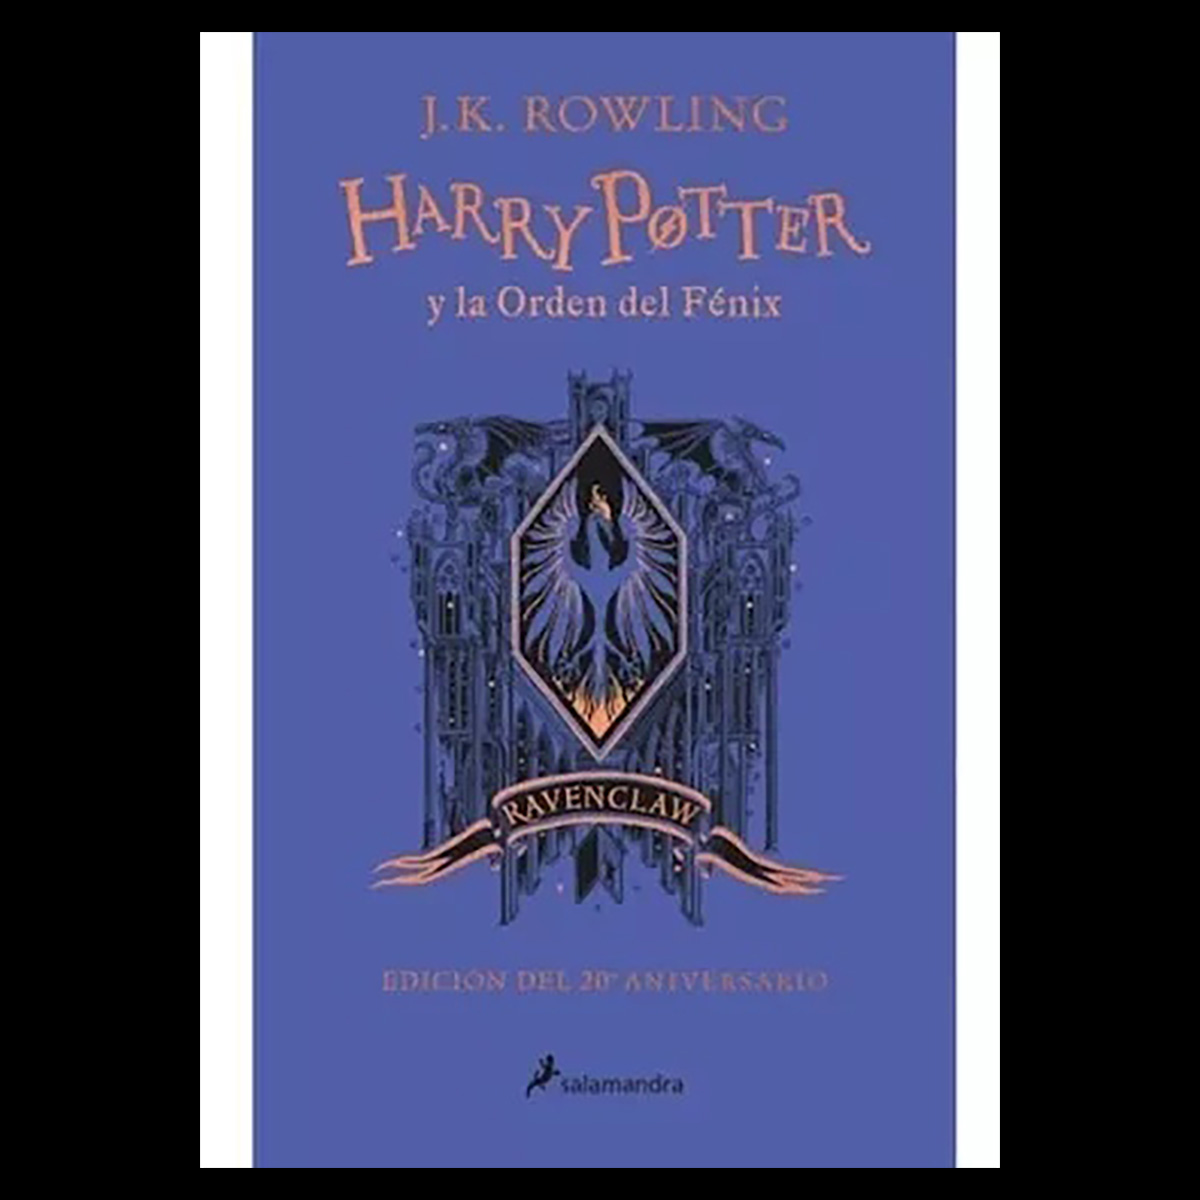 J.K. ROWLING
HARRY POTTER
y la Orden del Fénix
RAVENCLAW
EDICIÓN DEL 20º ANIVERSARIO
salamandra